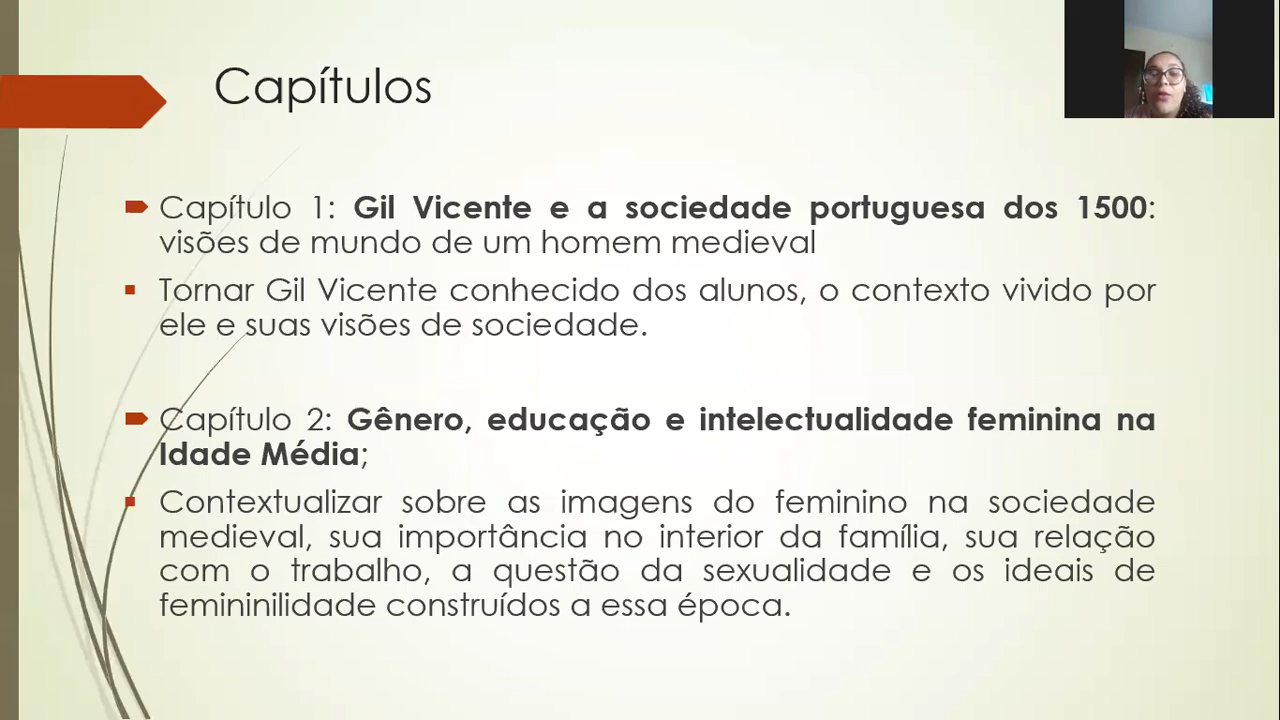 Capítulos
Capítulo 1: Gil Vicente e a sociedade portuguesa dos 1500:
visões de mundo de um homem medieval
Tornar Gil Vicente conhecido dos alunos, o contexto vivido por
ele e suas visões de sociedade.
Capítulo 2: Gênero, educação e intelectualidade feminina na
Idade Média;
Contextualizar sobre as imagens do feminino na sociedade
medieval, sua importância no interior da família, sua relação
com o trabalho, a questão da sexualidade e os ideais de
femininilidade construídos a essa época.